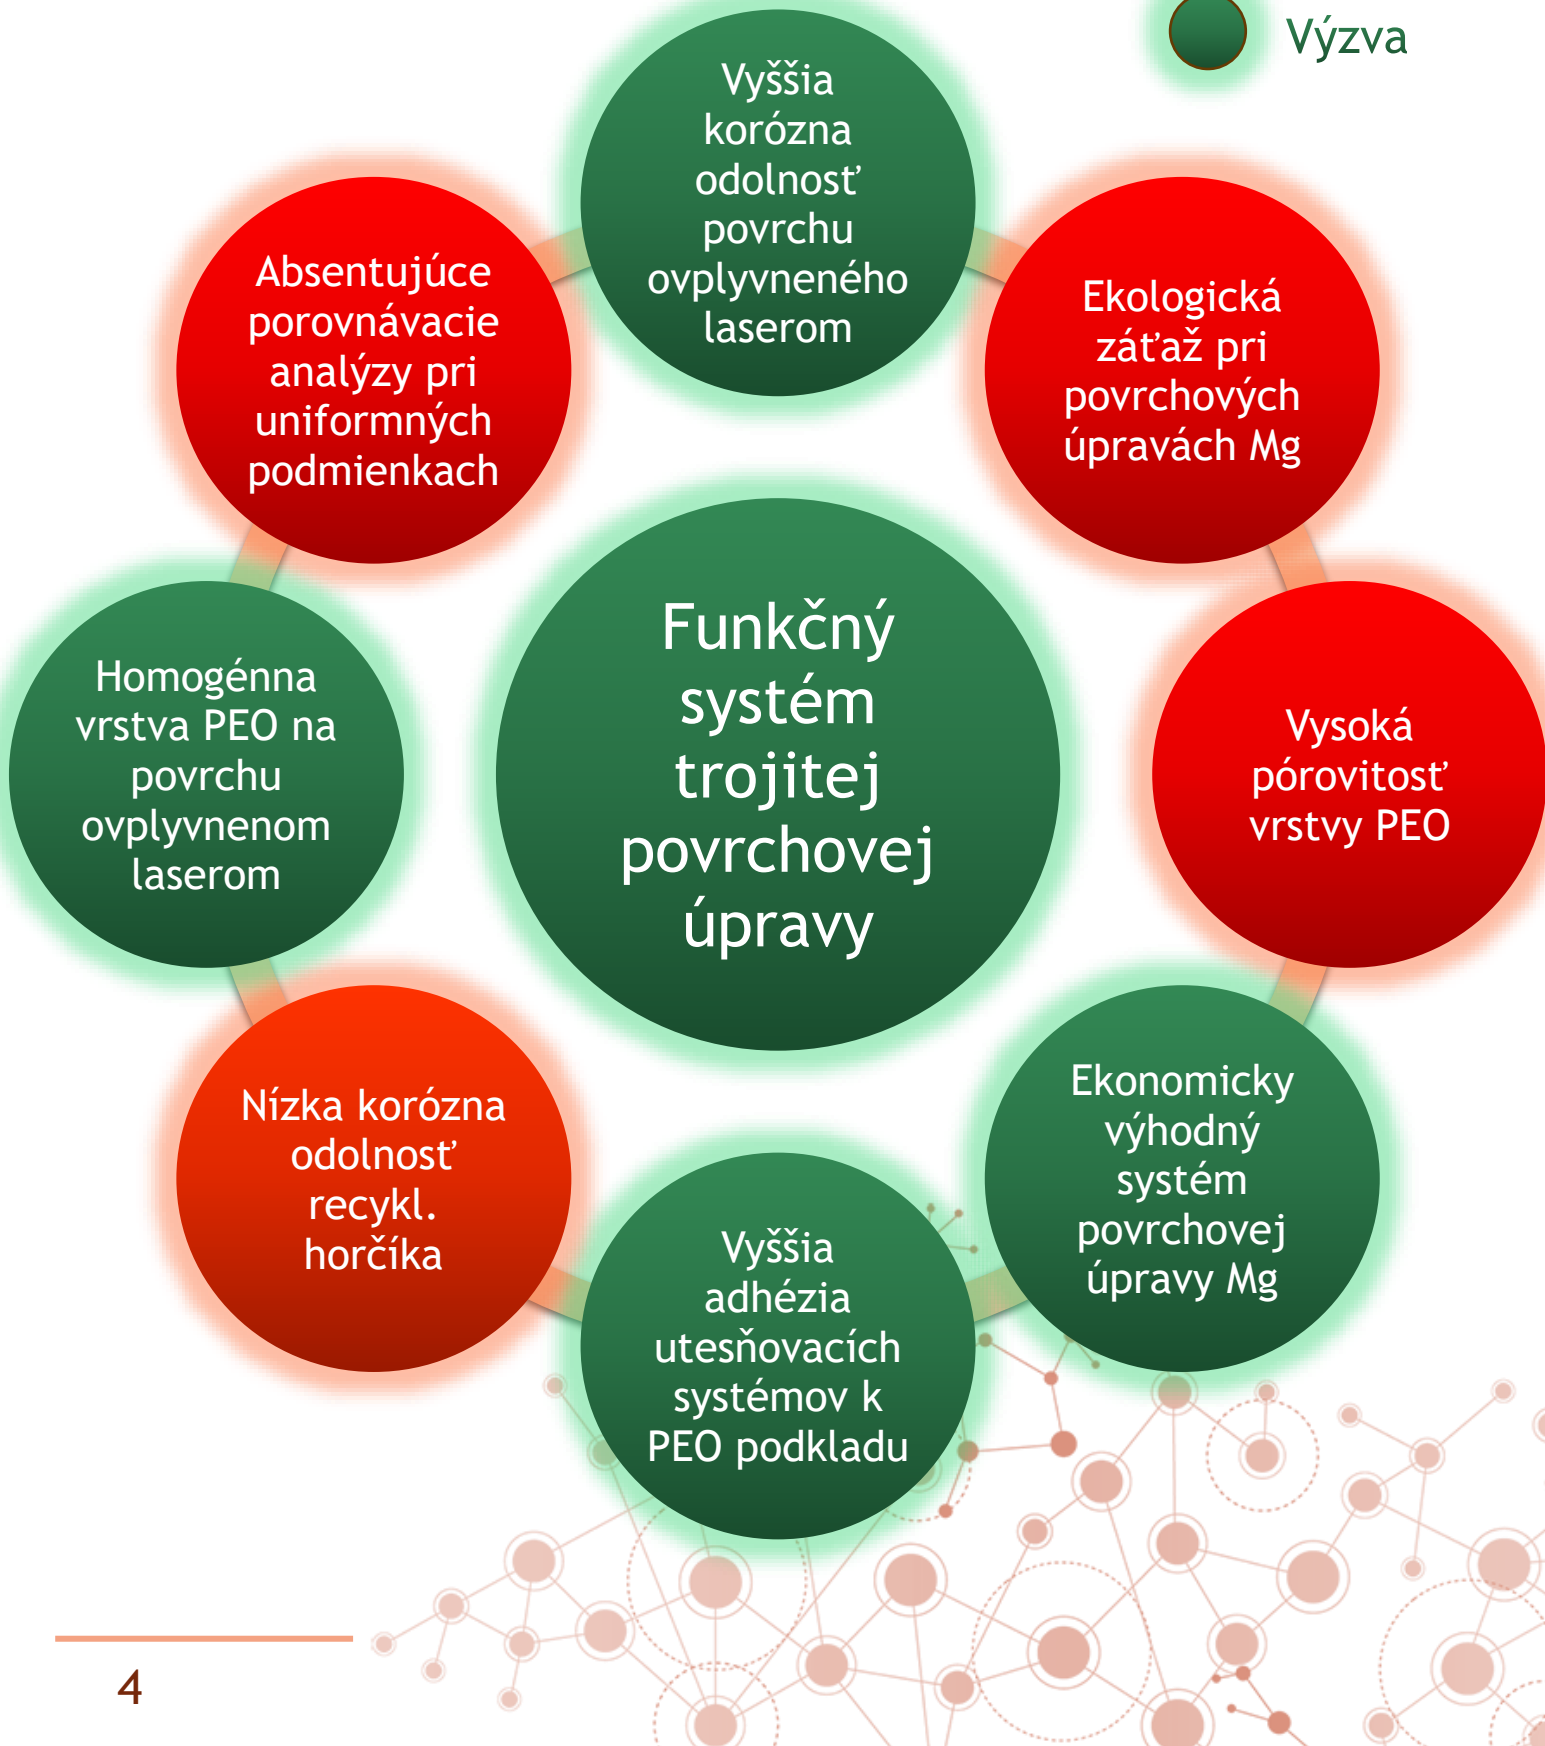 Výzva
Vyššia
korózna
odolnosť
povrchu
ovplyvneného
laserom
Ekologická
záťaž pri
povrchových
úpravách Mg
Vysoká
pórovitosť
vrstvy PEO
Ekonomicky
výhodný
systém
povrchovej
úpravy Mg
Vyššia
adhézia
utesňovacích
systémov k
PEO podkladu
Nízka korózna
odolnosť
recykl.
horčíka
Homogénna
vrstva PEO na
povrchu
ovplyvnenom
laserom
Absentujúce
porovnávacie
analýzy pri
uniformných
podmienkach
Funkčný
systém
trojitej
povrchovej
úpravy
4